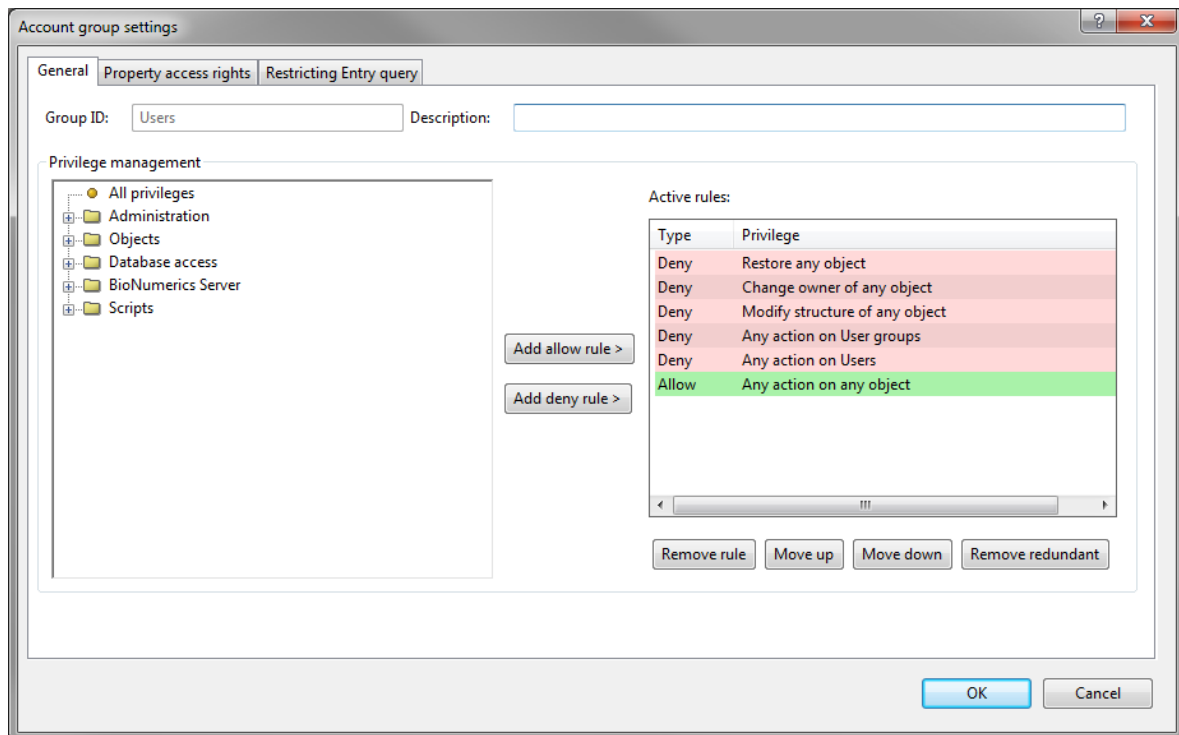 Account group settings
General Property access rights Restricting Entry query
Group ID: Users Description:
Privilege management
All privileges
Administration
Objects
Database access
BioNumerics Server
Scripts
Add allow rule >
Add deny rule >
Active rules:
Type Privilege
Deny Restore any object
Deny Change owner of any object
Deny Modify structure of any object
Deny Any action on User groups
Deny Any action on Users
Allow Any action on any object
Remove rule Move up Move down Remove redundant
OK Cancel